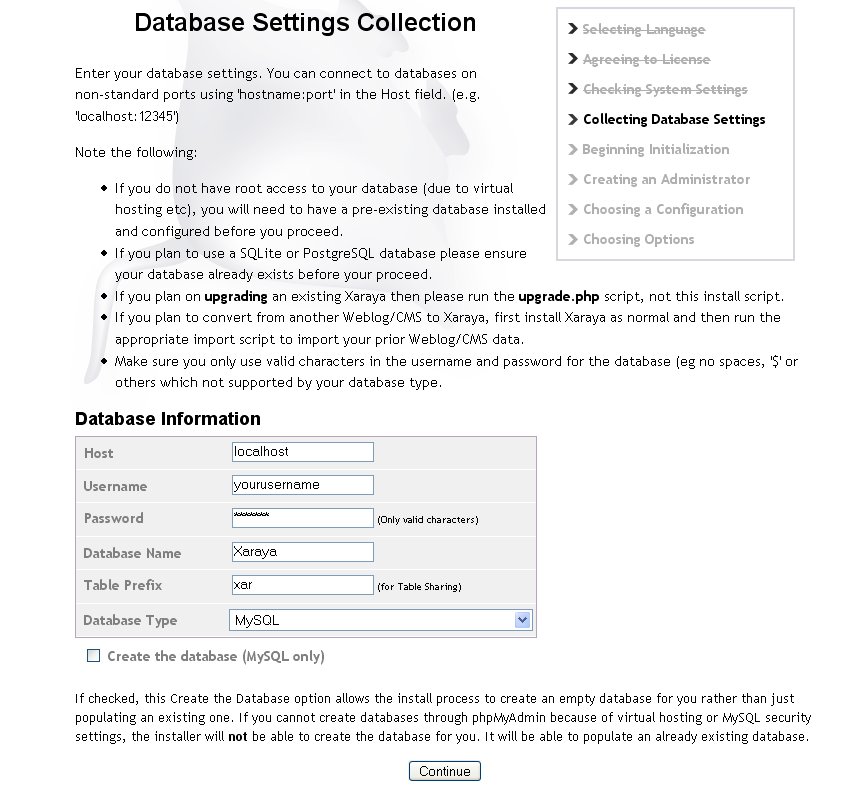 Database Settings Collection
Enter your database settings. You can connect to databases on
non-standard ports using 'hostname:port' in the Host field. (e.g.
'localhost:12345')
Note the following:
If you do not have root access to your database (due to virtual
hosting etc), you will need to have a pre-existing database installed
and configured before you proceed.
If you plan to use a SQLite or PostgreSQL database please ensure
your database already exists before your proceed.
If you plan on upgrading an existing Xaraya then please run the upgrade.php script, not this install script.
If you plan to convert from another Weblog/CMS to Xaraya, first install Xaraya as normal and then run the
appropriate import script to import your prior Weblog/CMS data.
Make sure you only use valid characters in the username and password for the database (eg no spaces, '$' or
others which not supported by your database type.
Selecting Language
Agreeing to License
Checking System Settings
Collecting Database Settings
Beginning Initialization
Creating an Administrator
Choosing a Configuration
Choosing Options
Database Information
Host localhost
Username yourusername
Password ******** (Only valid characters)
Database Name Xaraya
Table Prefix xar (for Table Sharing)
Database Type MySQL
Create the database (MySQL only)
If checked, this Create the Database option allows the install process to create an empty database for you rather than just
populating an existing one. If you cannot create databases through phpMyAdmin because of virtual hosting or MySQL security
settings, the installer will not be able to create the database for you. It will be able to populate an already existing database.
Continue